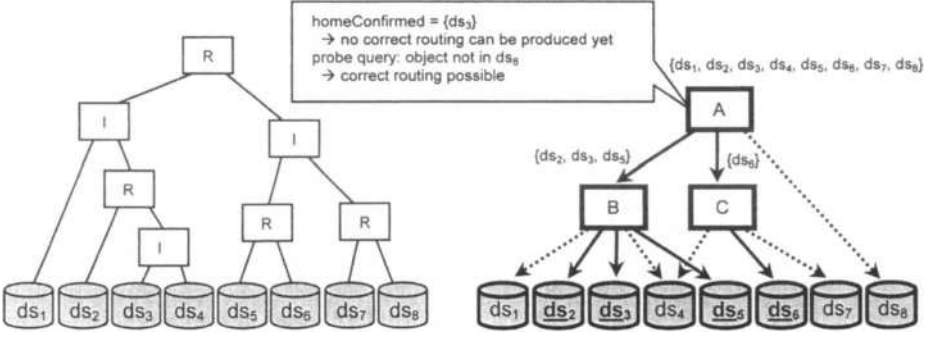 homeConfirmed = {ds3}
→ no correct routing can be produced yet
probe query: object not in ds8
→ correct routing possible
R
{ds1, ds2, ds3, ds4, ds5, ds6, ds7, ds8}
I
A
I
{ds2, ds3, ds5}
{ds6}
R
B
C
R
R
I
ds1 ds2 ds3 ds4 ds5 ds6 ds7 ds8
ds1 ds2 ds3 ds4 ds5 ds6 ds7 ds8